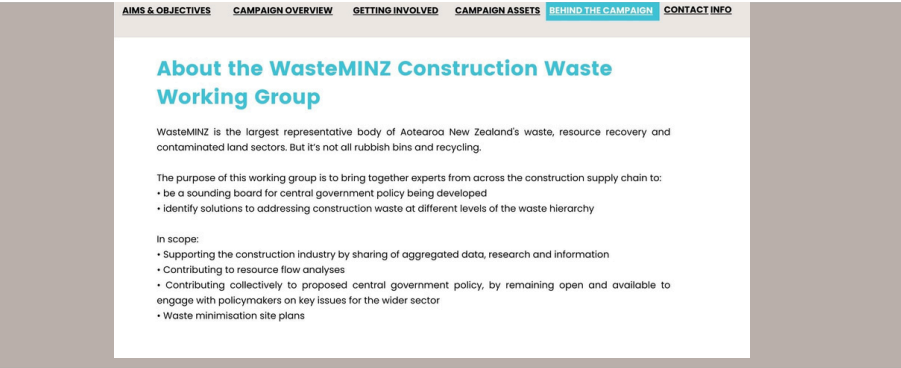 AIMS & OBJECTIVES CAMPAIGN OVERVIEW GETTING INVOLVED CAMPAIGN ASSETS BEHIND THE CAMPAIGN CONTACT INFO
About the WasteMINZ Construction Waste
Working Group
WasteMINZ is the largest representative body of Aotearoa New Zealand's waste, resource recovery and
contaminated land sectors. But it's not all rubbish bins and recycling.
The purpose of this working group is to bring together experts from across the construction supply chain to:
• be a sounding board for central government policy being developed
• identify solutions to addressing construction waste at different levels of the waste hierarchy
In scope:
• Supporting the construction industry by sharing of aggregated data, research and information
• Contributing to resource flow analyses
• Contributing collectively to proposed central government policy, by remaining open and available to
engage with policymakers on key issues for the wider sector
• Waste minimisation site plans